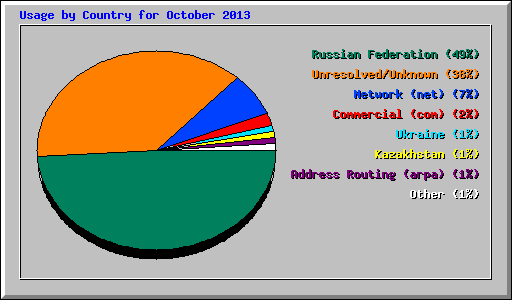 Usage by Country for October 2013
Russian Federation (49%)
Unresolved/Unknown (38%)
Network (net) (7%)
Commercial (com) (2%)
Ukraine (1%)
Kazakhstan (1%)
Address Routing (arpa) (1%)
Other (1%)